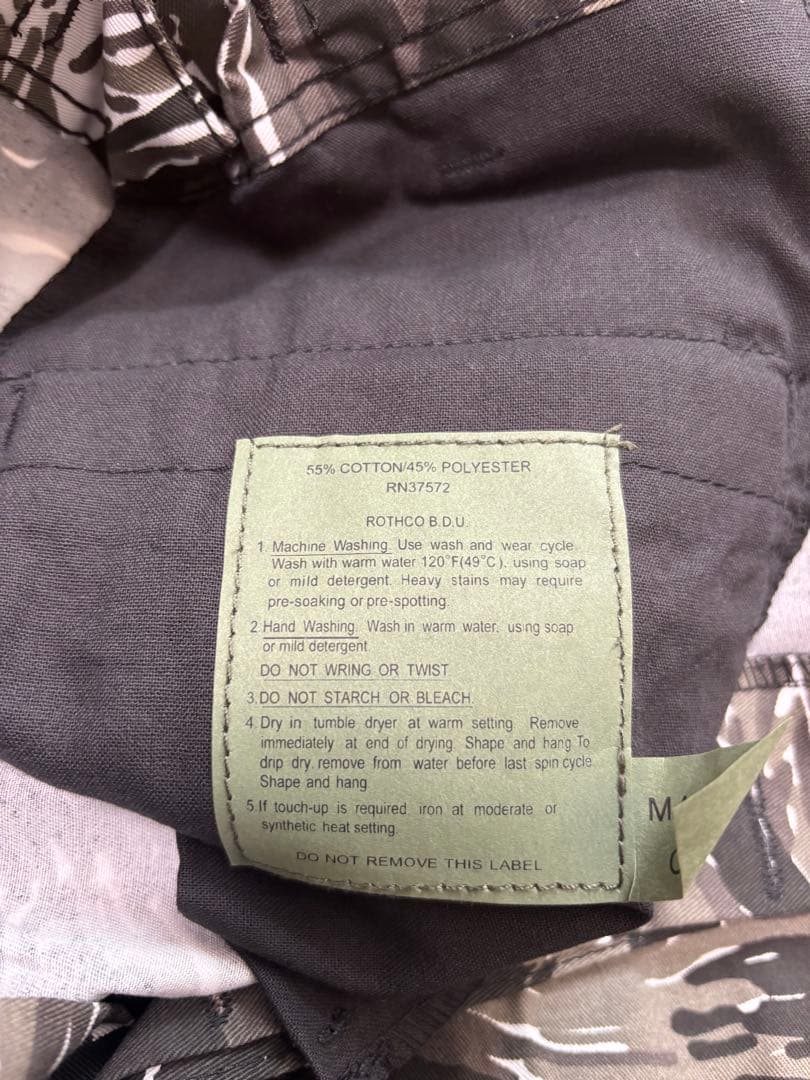 55% COTTON/45% POLYESTER
RN37572
ROTHCO B.D.U.
1. Machine Washing. Use wash and wear cycle.
Wash with warm water 120°F(49°C), using soap
or mild detergent. Heavy stains may require
pre-soaking or pre-spotting.
2. Hand Washing. Wash in warm water, using soap
or mild detergent
DO NOT WRING OR TWIST
3. DO NOT STARCH OR BLEACH.
4. Dry in tumble dryer at warm setting. Remove
immediately at end of drying. Shape and hang To
drip dry, remove from water before last spin cycle.
Shape and hang.
5. If touch-up is required, iron at moderate or
synthetic heat setting.
DO NOT REMOVE THIS LABEL